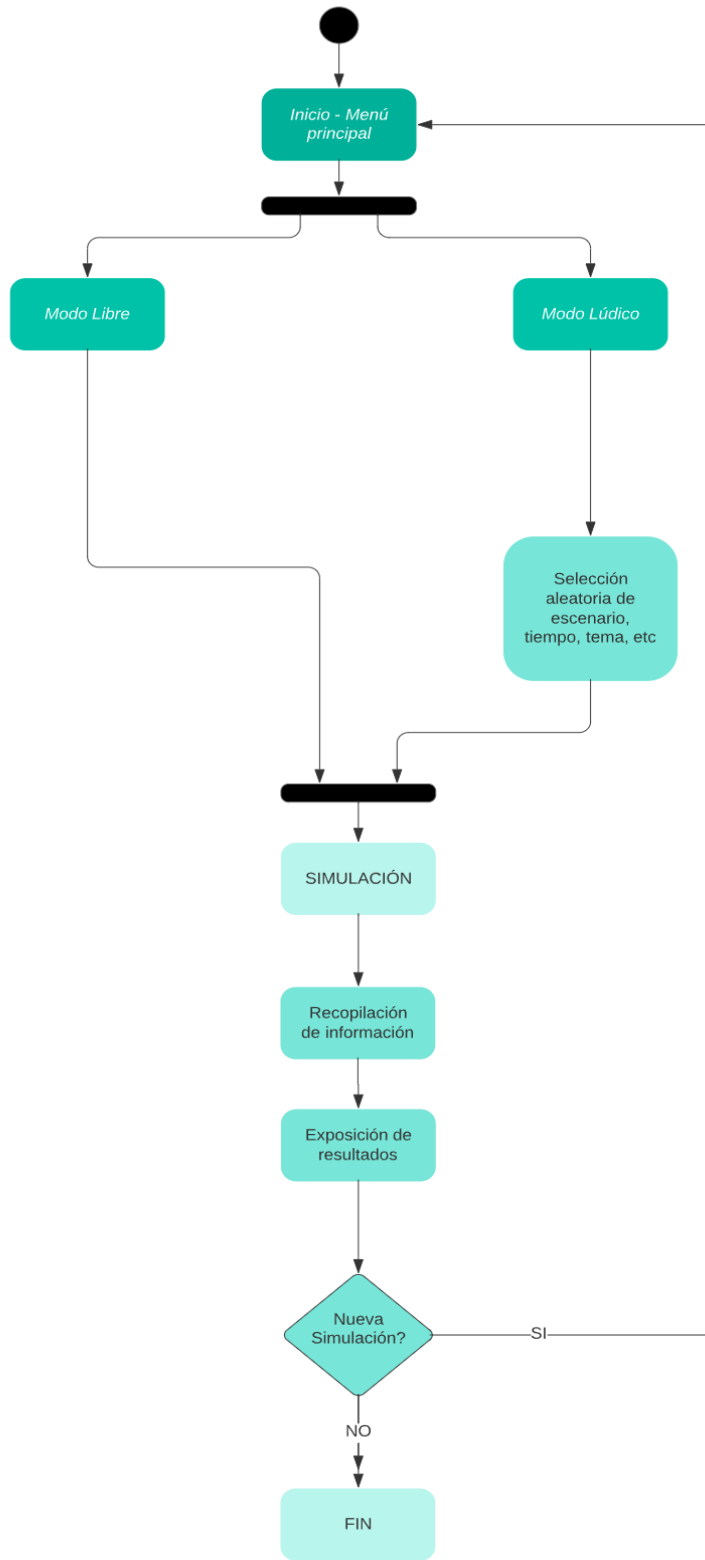 Inicio - Menú
principal
Modo Libre
Modo Lúdico
Selección
aleatoria de
escenario,
tiempo, tema, etc
SIMULACIÓN
Recopilación
de información
Exposición de
resultados
Nueva
Simulación?
SI
NO
FIN